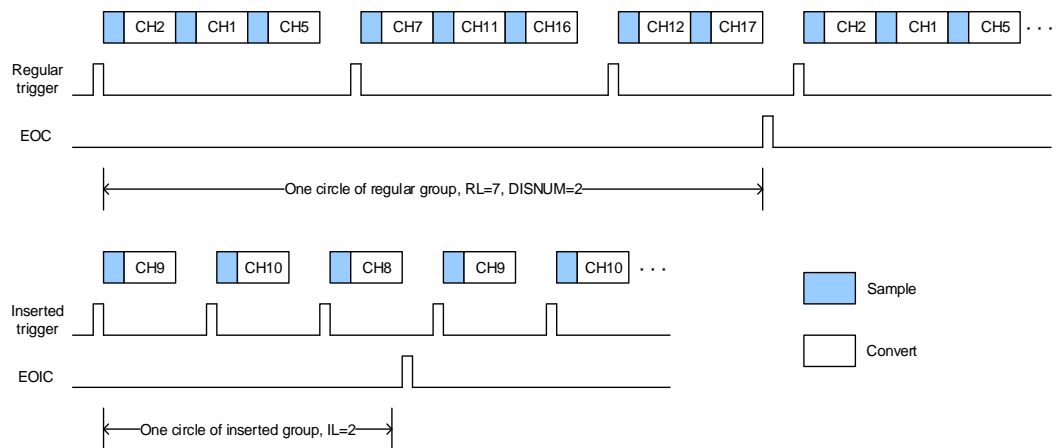 CH2 CH1 CH5 CH7 CH11 CH16 CH12 CH17 CH2 CH1 CH5 · · ·
Regular
trigger
EOC
One circle of regular group, RL=7, DISNUM=2
CH9 CH10 CH8 CH9 CH10 · · ·
Sample
Inserted
trigger
Convert
EOIC
One circle of inserted group, IL=2